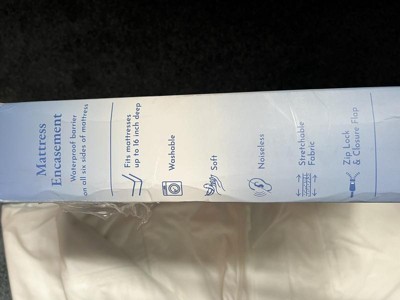 Mattress
Encasement
Waterproof barrier
on all six sides of mattress
Fits mattresses
up to 16 inch deep
Washable
Soft
Noiseless
Stretchable
Fabric
Zip Lock
& Closure Flap